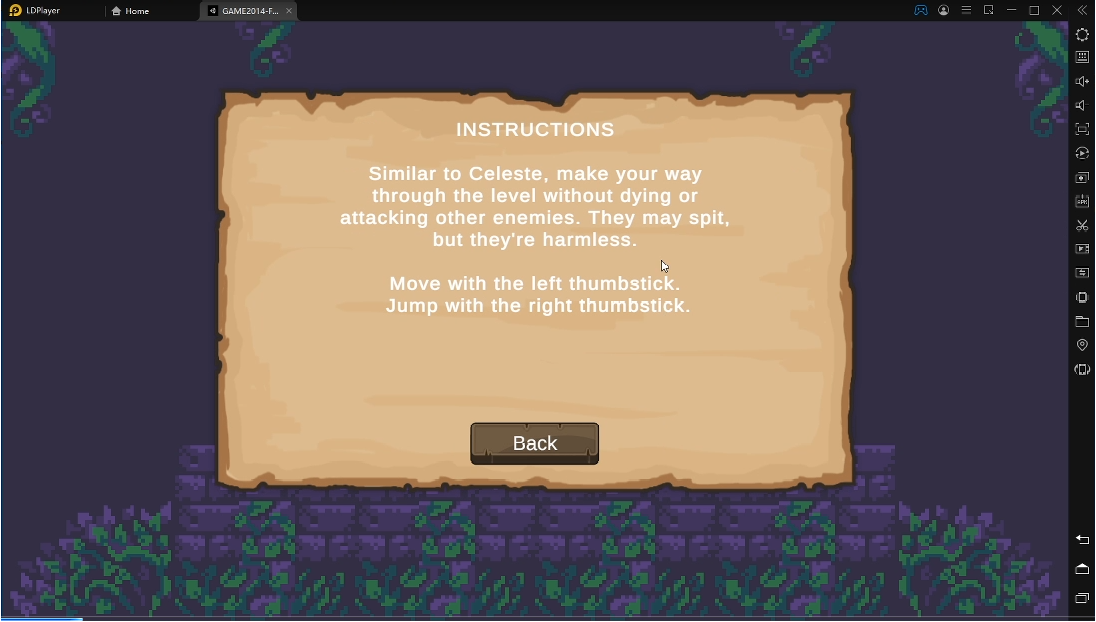 LDPlayer
Home
GAME2014-F...
INSTRUCTIONS
Similar to Celeste, make your way
through the level without dying or
attacking other enemies. They may spit,
but they're harmless.
Move with the left thumbstick.
Jump with the right thumbstick.
Back
APK